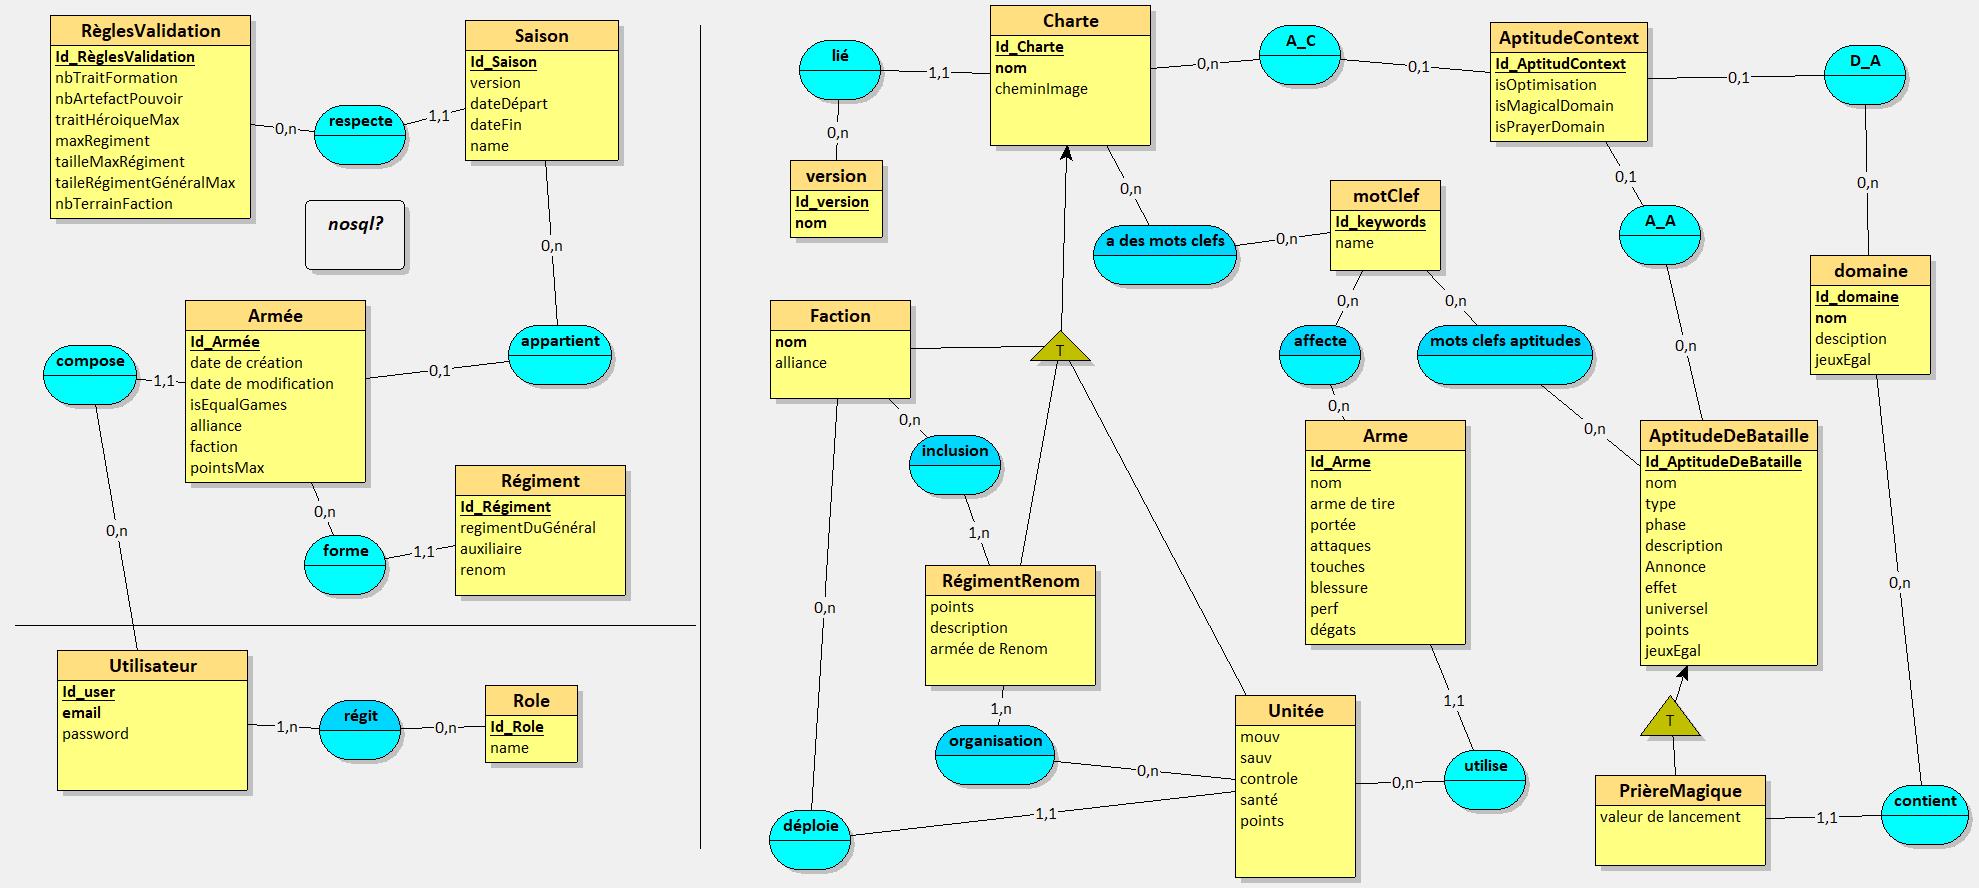 RèglesValidation
Id_RèglesValidation
nbTraitFormation
nbArtefactPouvoir
traitHéroiqueMax
maxRegiment
tailleMaxRégiment
taileRégimentGénéralMax
nbTerrainFaction
0,n
respecte
1,1
Saison
Id_Saison
version
dateDépart
dateFin
name
nosql?
0,n
appartient
0,1
Armée
Id_Armée
date de création
date de modification
isEqualGames
alliance
faction
pointsMax
compose
1,1
0,n
0,n
forme
1,1
Régiment
Id_Régiment
regimentDuGénéral
auxiliaire
renom
Utilisateur
Id_user
email
password
1,n
régit
0,n
Role
Id_Role
name
lié
1,1
0,n
version
Id_version
nom
Charte
Id_Charte
nom
cheminImage
0,n
A_C
0,1
AptitudeContext
Id_AptitudContext
isOptimisation
isMagicalDomain
isPrayerDomain
0,1
D_A
0,n
0,n
a des mots clefs
0,n
motClef
Id_keywords
name
0,1
A_A
0,n
domaine
Id_domaine
nom
desciption
jeuxEgal
Faction
nom
alliance
T
0,n
affecte
0,n
0,n
mots clefs aptitudes
0,n
0,n
inclusion
1,n
Arme
Id_Arme
nom
arme de tire
portée
attaques
touches
blessure
perf
dégats
AptitudeDeBataille
Id_AptitudeDeBataille
nom
type
phase
description
Annonce
effet
universel
points
jeuxEgal
0,n
RégimentRenom
points
description
armée de Renom
0,n
1,n
organisation
0,n
Unitée
mouv
sauv
controle
santé
points
1,1
utilise
0,n
T
PrièreMagique
valeur de lancement
1,1
contient
déploie
1,1